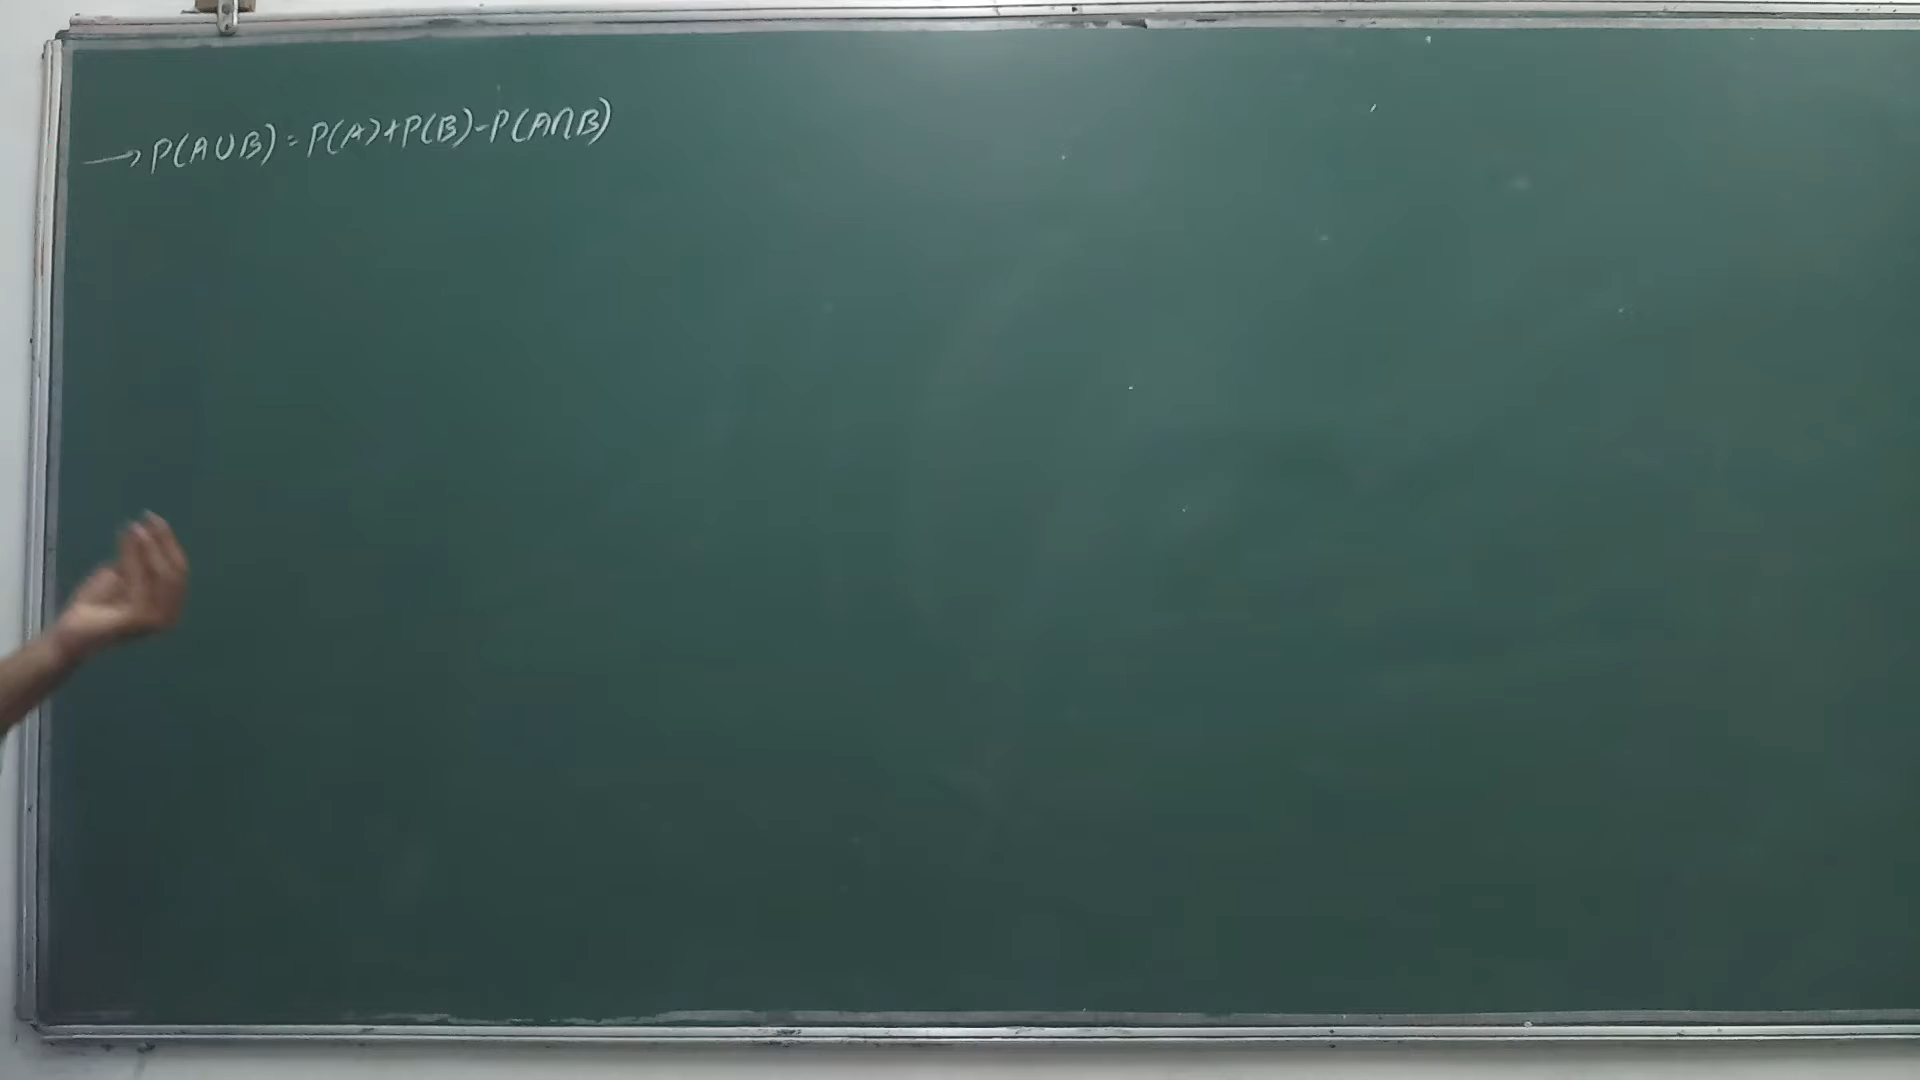 → P(A∪B) = P(A)+P(B)-P(A∩B)